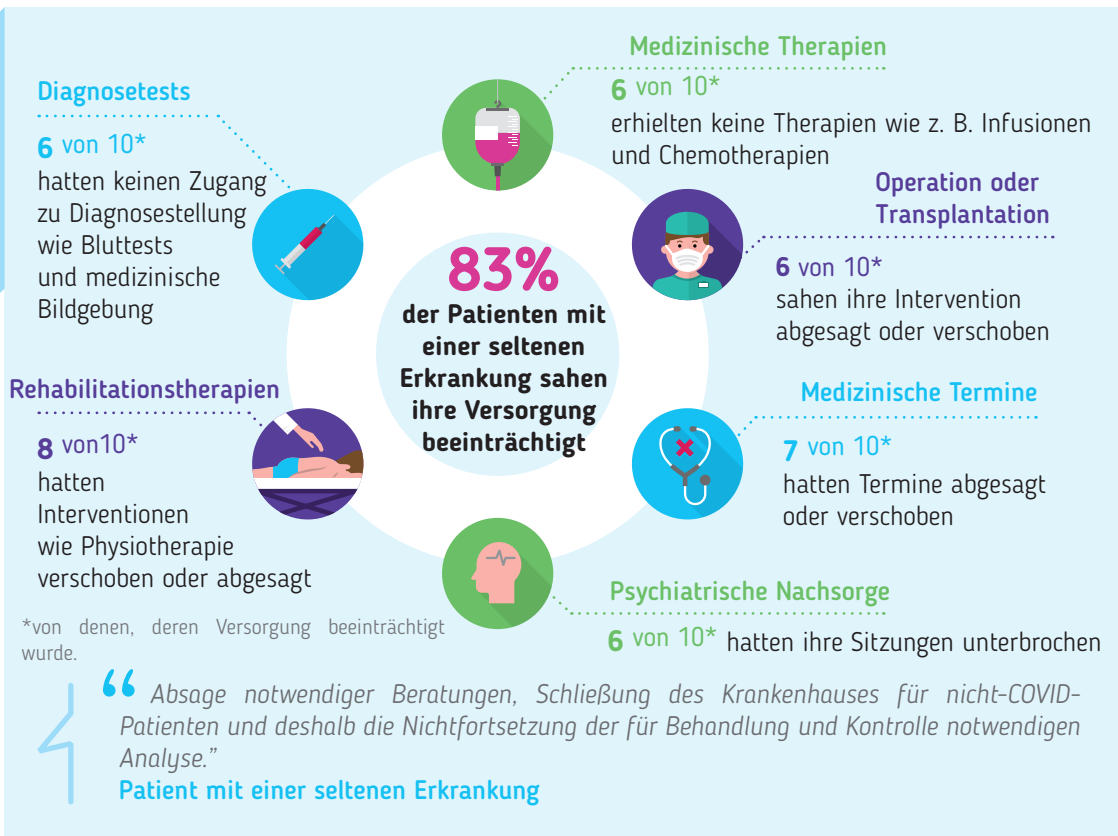 Medizinische Therapien
6 von 10*
erhielten keine Therapien wie z. B. Infusionen
und Chemotherapien
Operation oder
Transplantation
6 von 10*
sahen ihre Intervention
abgesagt oder verschoben
Medizinische Termine
7 von 10*
hatten Termine abgesagt
oder verschoben
Psychiatrische Nachsorge
6 von 10* hatten ihre Sitzungen unterbrochen
Diagnosetests
6 von 10*
hatten keinen Zugang
zu Diagnosestellung
wie Bluttests
und medizinische
Bildgebung
Rehabilitationstherapien
8 von10*
hatten
Interventionen
wie Physiotherapie
verschoben oder abgesagt
83%
der Patienten mit
einer seltenen
Erkrankung sahen
ihre Versorgung
beeinträchtigt
*von denen, deren Versorgung beeinträchtigt
wurde.
“ Absage notwendiger Beratungen, Schließung des Krankenhauses für nicht-COVID-
Patienten und deshalb die Nichtfortsetzung der für Behandlung und Kontrolle notwendigen
Analyse.”
Patient mit einer seltenen Erkrankung